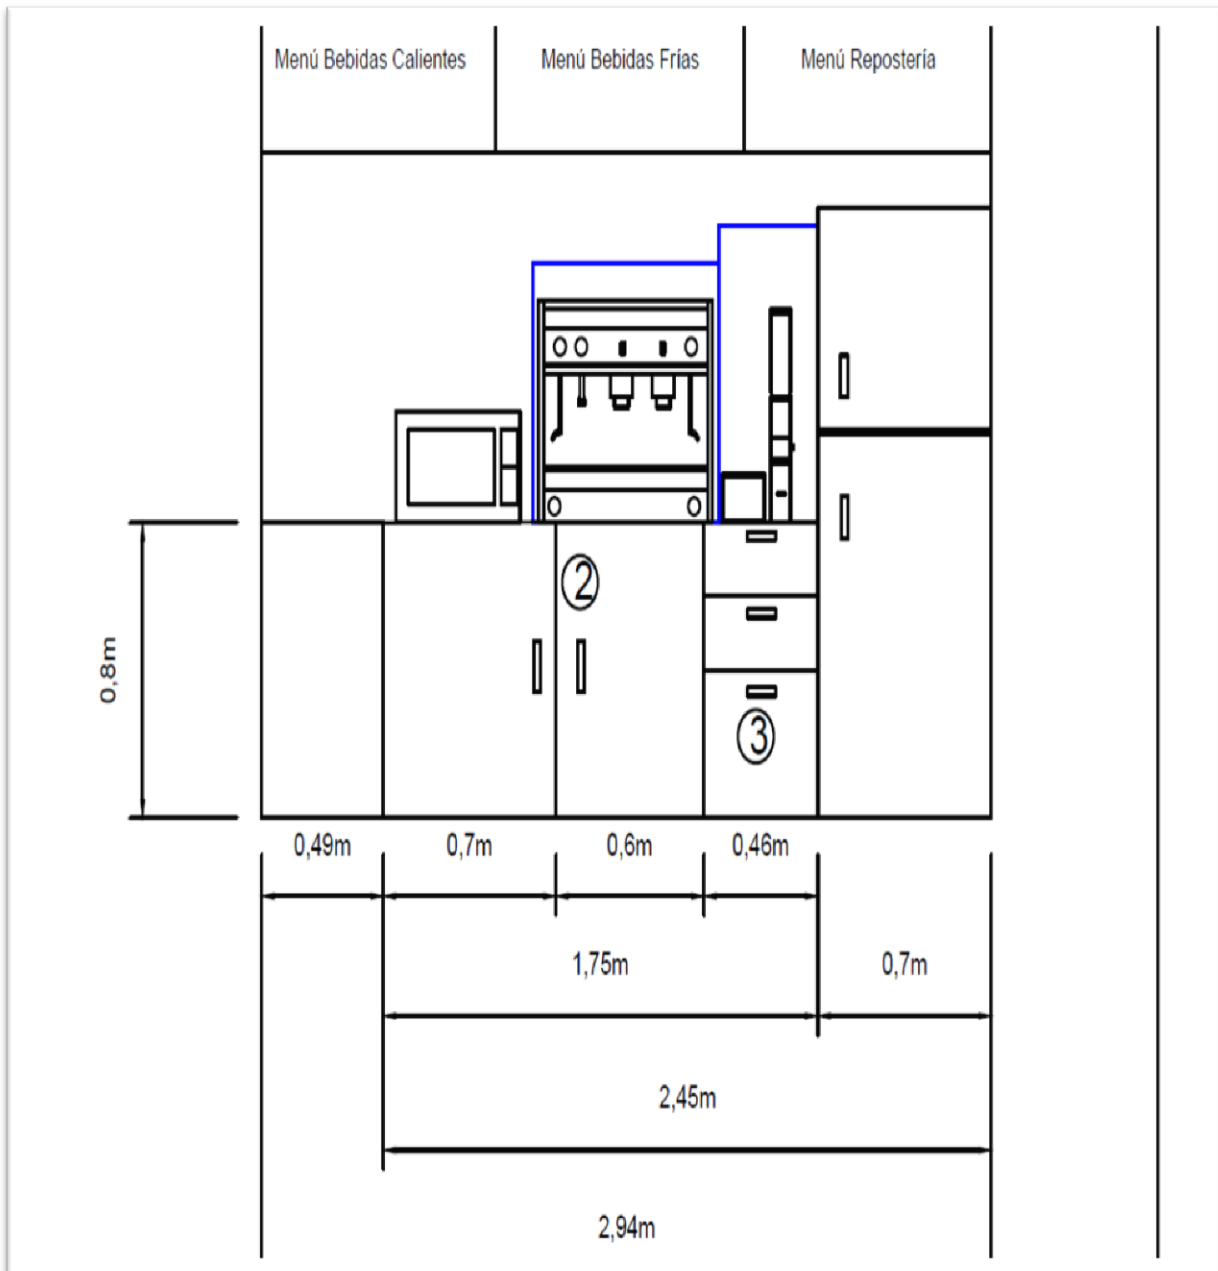 Menú Bebidas Calientes
Menú Bebidas Frías
Menú Repostería
2
0,8m
3
0,49m
0,7m
0,6m
0,46m
1,75m
0,7m
2,45m
2,94m